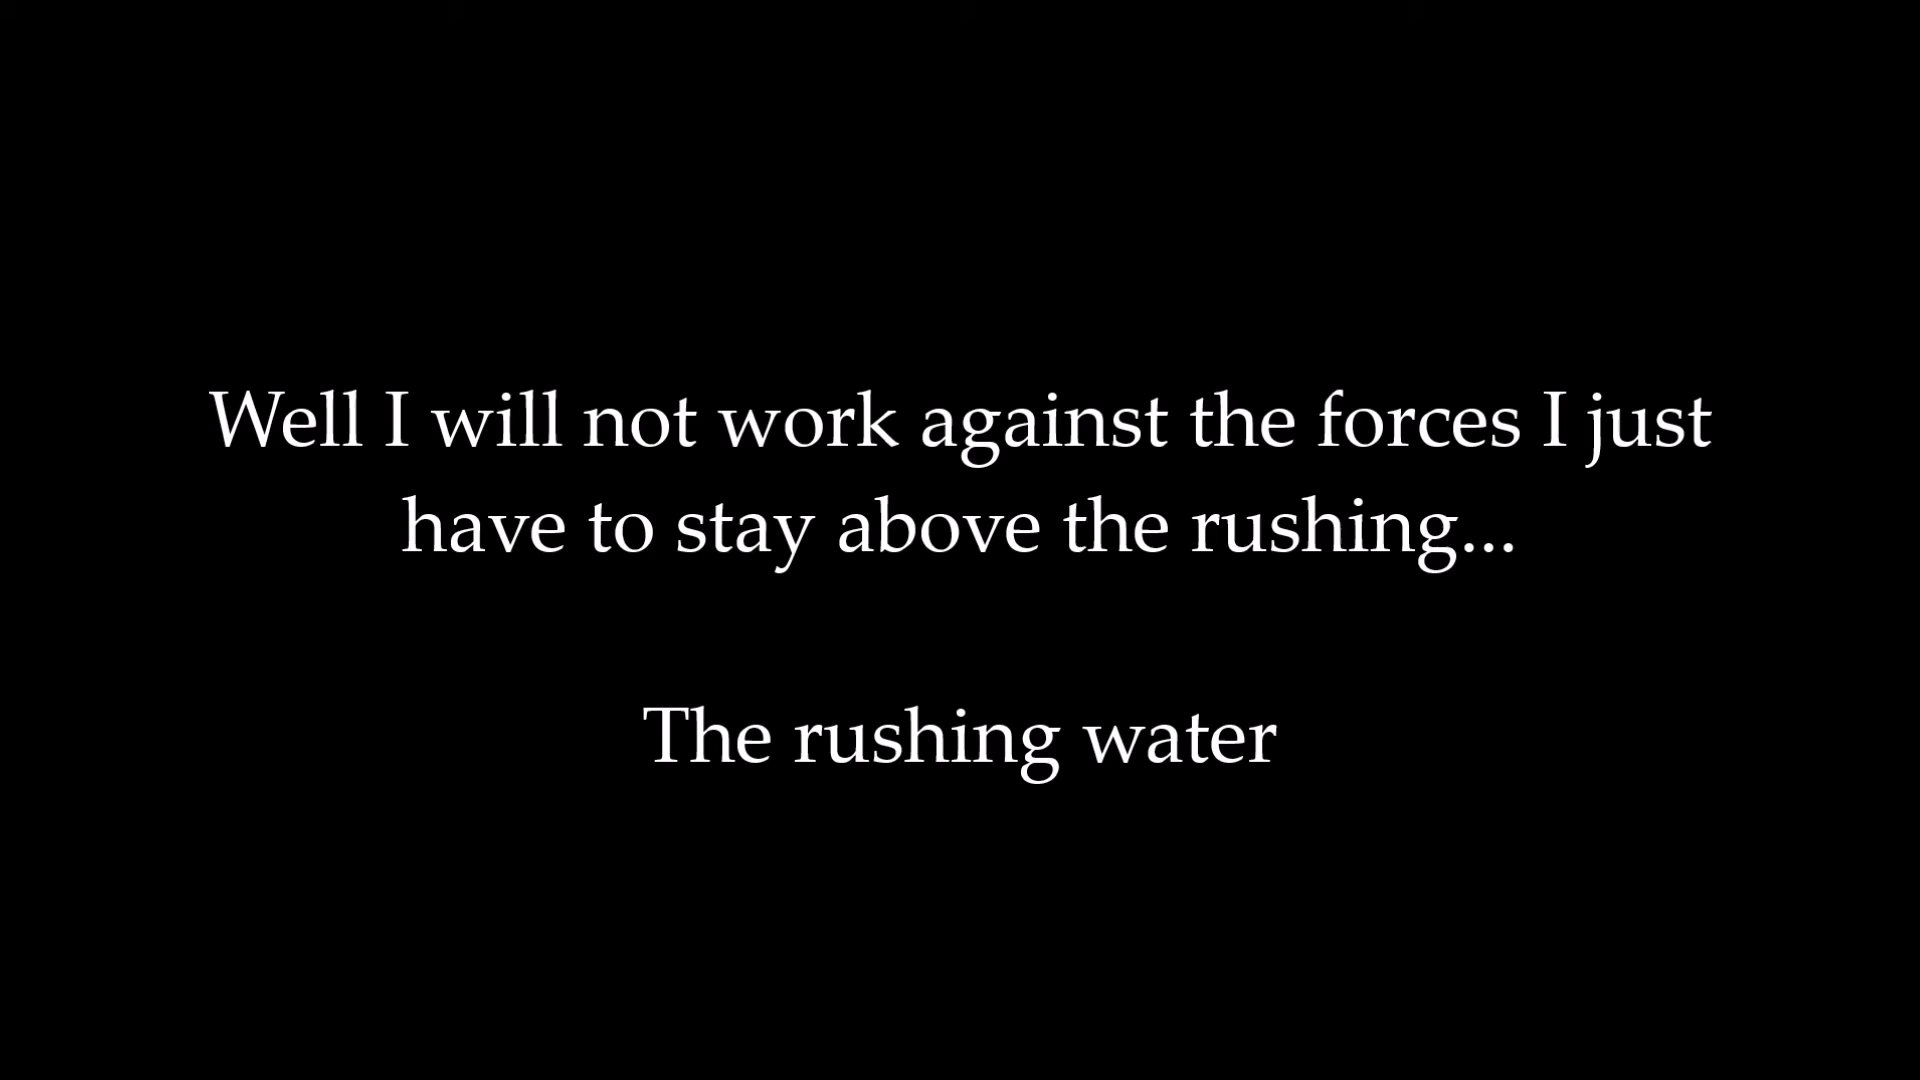 Well I will not work against the forces I just
have to stay above the rushing...
The rushing water